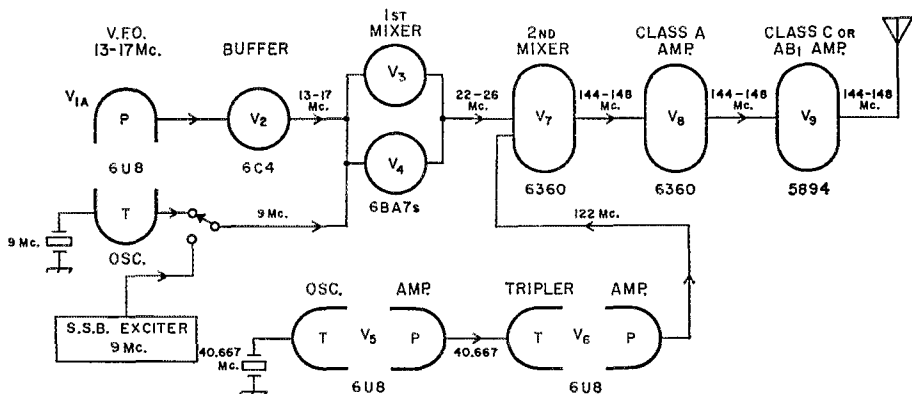 V.F.O.
13-17Mc.
BUFFER
1ST
MIXER
2ND
MIXER
CLASS A
AMP.
CLASS C OR
AB1 AMP.
V1A
P
6U8
V2
6C4
13-17
Mc.
V3
V4
6BA7s
22-26
Mc.
V7
6360
144-148
Mc.
V8
6360
144-148
Mc.
V9
5894
144-148
Mc.
T
OSC.
9 Mc.
9 Mc.
122 Mc.
S.S.B. EXCITER
9 Mc.
OSC.
AMP.
TRIPLER
AMP.
40.667
Mc.
T
V5
P
6U8
40.667
T
V6
P
6U8